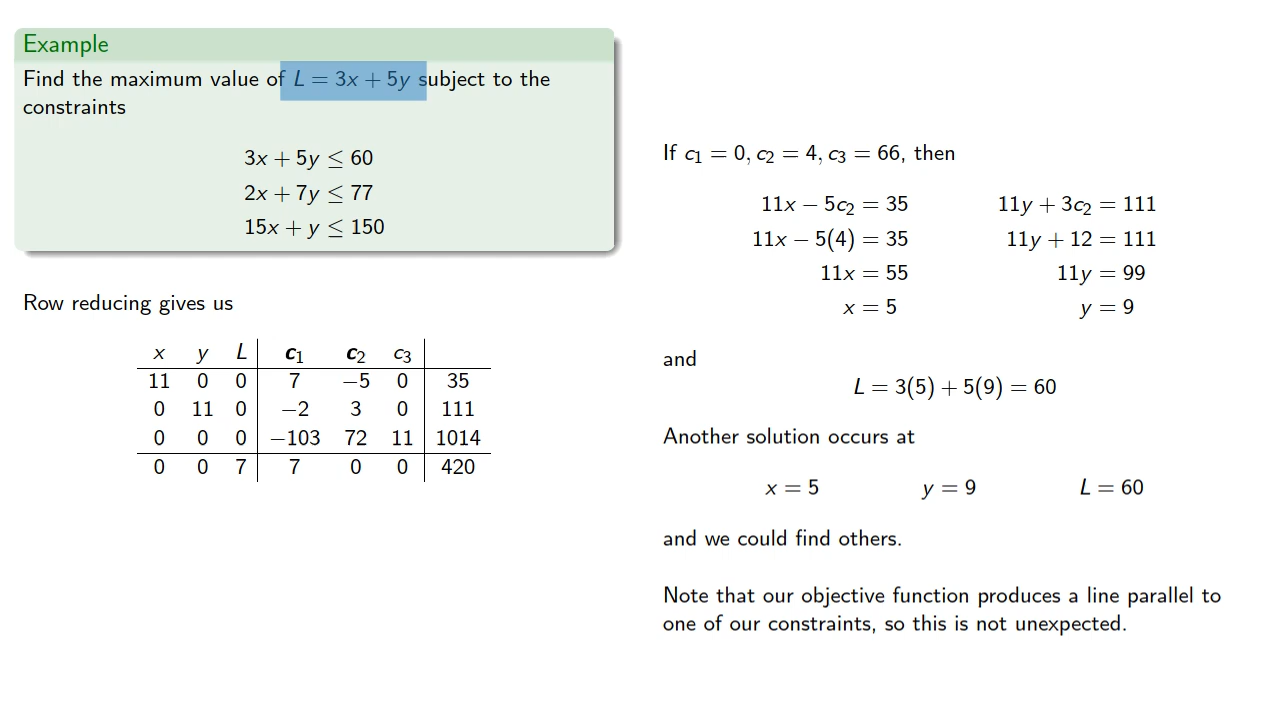 Example
Find the maximum value of L = 3x + 5y subject to the
constraints
3x + 5y ≤ 60
2x + 7y ≤ 77
15x + y ≤ 150
Row reducing gives us
x y L c₁ c₂ c₃
11 0 0 7 −5 0 35
0 11 0 −2 3 0 111
0 0 0 −103 72 11 1014
0 0 7 7 0 0 420
If c₁ = 0, c₂ = 4, c₃ = 66, then
11x − 5c₂ = 35 11y + 3c₂ = 111
11x − 5(4) = 35 11y + 12 = 111
11x = 55 11y = 99
x = 5 y = 9
and
L = 3(5) + 5(9) = 60
Another solution occurs at
x = 5 y = 9 L = 60
and we could find others.
Note that our objective function produces a line parallel to
one of our constraints, so this is not unexpected.